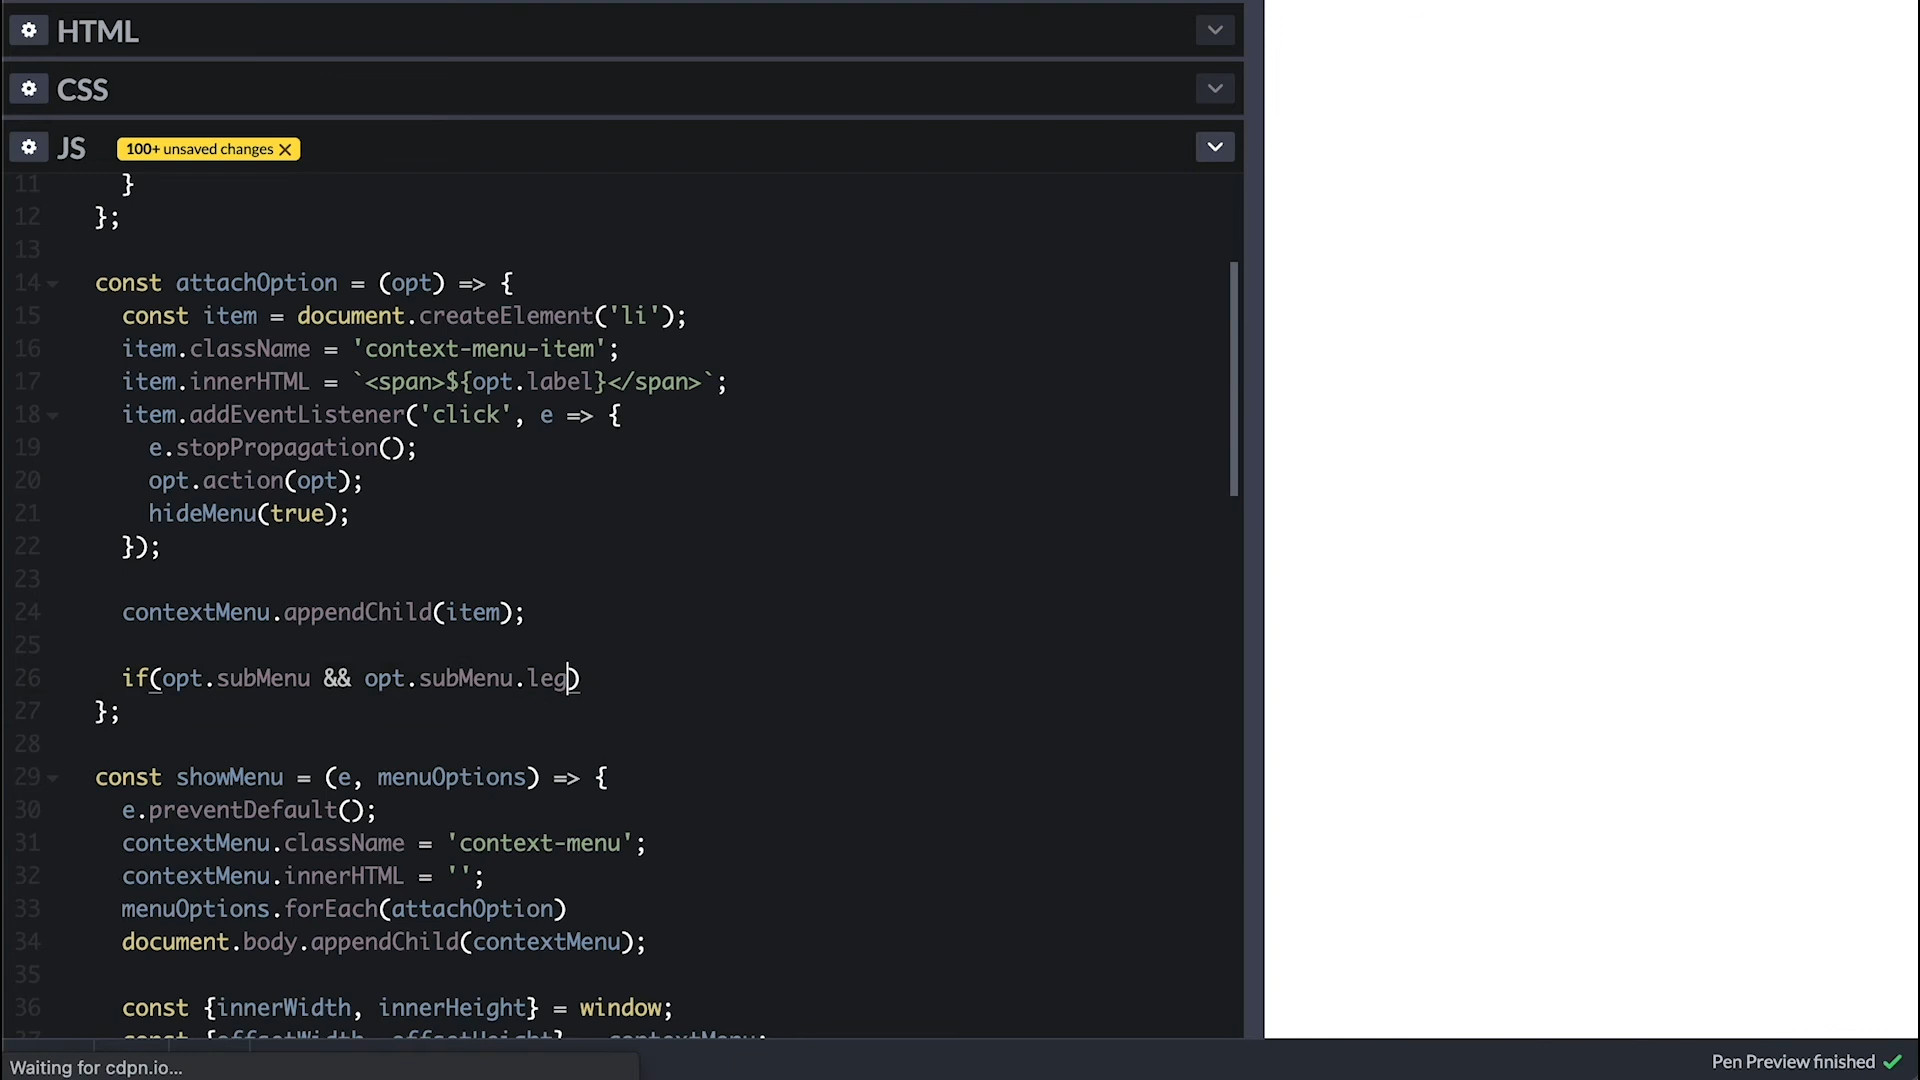 HTML
CSS
JS 100+ unsaved changes
11 }
12 };
13
14 const attachOption = (opt) => {
15 const item = document.createElement('li');
16 item.className = 'context-menu-item';
17 item.innerHTML = `<span>${opt.label}</span>`;
18 item.addEventListener('click', e => {
19 e.stopPropagation();
20 opt.action(opt);
21 hideMenu(true);
22 });
23
24 contextMenu.appendChild(item);
25
26 if(opt.subMenu && opt.subMenu.leg)
27 };
28
29 const showMenu = (e, menuOptions) => {
30 e.preventDefault();
31 contextMenu.className = 'context-menu';
32 contextMenu.innerHTML = '';
33 menuOptions.forEach(attachOption)
34 document.body.appendChild(contextMenu);
35
36 const {innerWidth, innerHeight} = window;
37 const {offsetWidth, offsetHeight} = contextMenu;
Waiting for cdpn.io...
Pen Preview finished